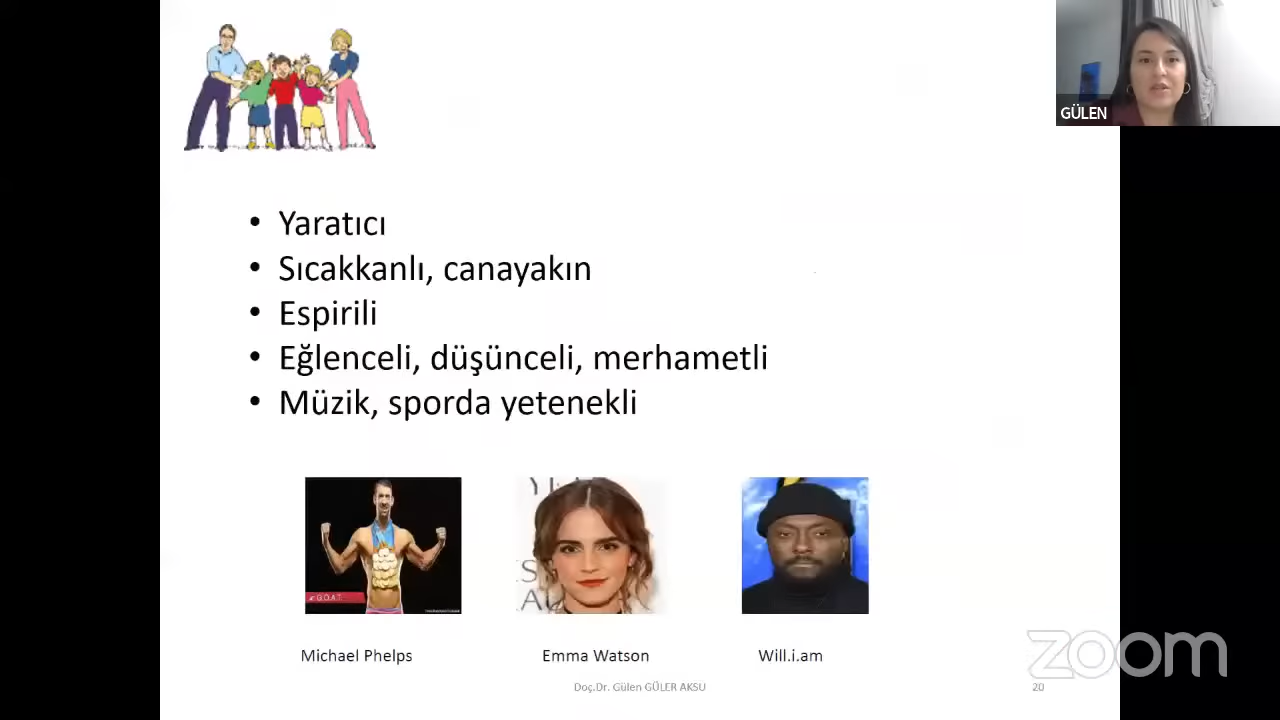 GÜLEN
• Yaratıcı
• Sıcakkanlı, canayakın
• Espirili
• Eğlenceli, düşünceli, merhametli
• Müzik, sporda yetenekli
G.O.A.T.
Michael Phelps
Emma Watson
Will.i.am
Doç.Dr. Gülen GÜLER AKSU
20
zoom